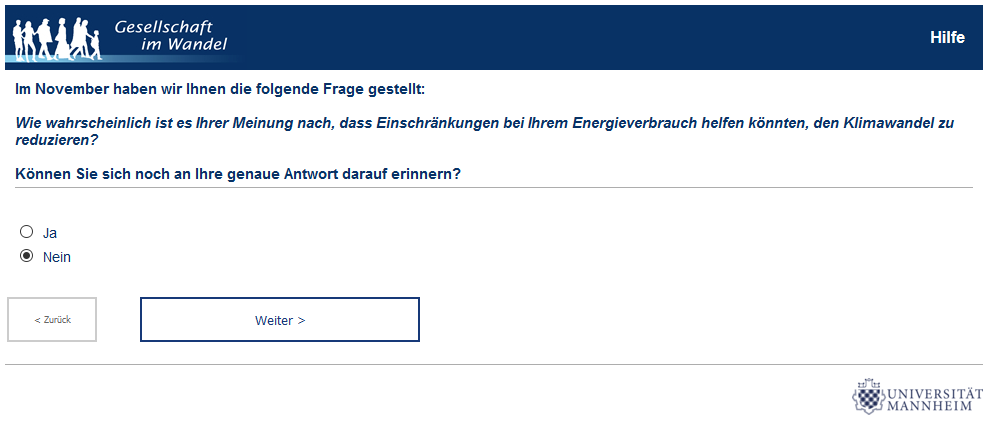 Gesellschaft
im Wandel
Hilfe
Im November haben wir Ihnen die folgende Frage gestellt:
Wie wahrscheinlich ist es Ihrer Meinung nach, dass Einschränkungen bei Ihrem Energieverbrauch helfen könnten, den Klimawandel zu
reduzieren?
Können Sie sich noch an Ihre genaue Antwort darauf erinnern?
Ja
Nein
< Zurück
Weiter >
UNIVERSITÄT
MANNHEIM